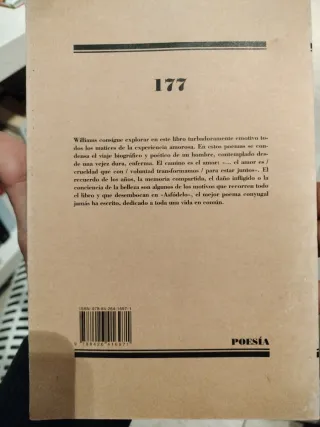 177
Williams consigue explorar en este libro turbadoramente emotivo to-
dos los matices de la experiencia amorosa. En estos poemas se con-
densa el viaje biográfico y poético de un hombre, contemplado des-
de una vejez dura, enferma. El camino es el amor: «... el amor es /
crueldad que con / voluntad transformamos / para estar juntos». El
recuerdo de los años, la memoria compartida, el daño infligido o la
conciencia de la belleza son algunos de los motivos que recorren todo
el libro y que desembocan en «Asfódelo», el mejor poema conyugal
jamás ha escrito, dedicado a toda una vida en común.
POESÍA